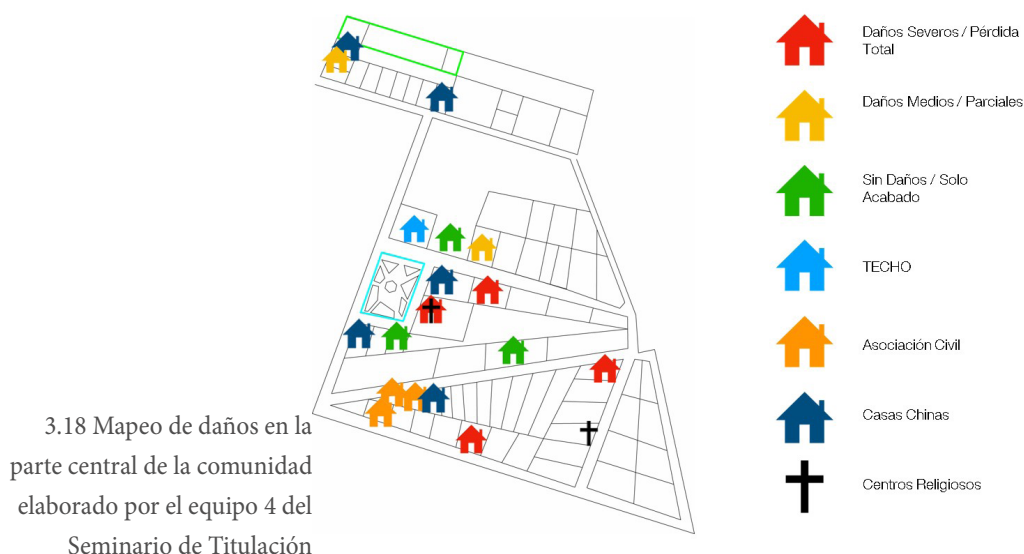 Daños Severos / Pérdida
Total
Daños Medios / Parciales
Sin Daños / Solo
Acabado
TECHO
Asociación Civil
Casas Chinas
Centros Religiosos
3.18 Mapeo de daños en la
parte central de la comunidad
elaborado por el equipo 4 del
Seminario de Titulación